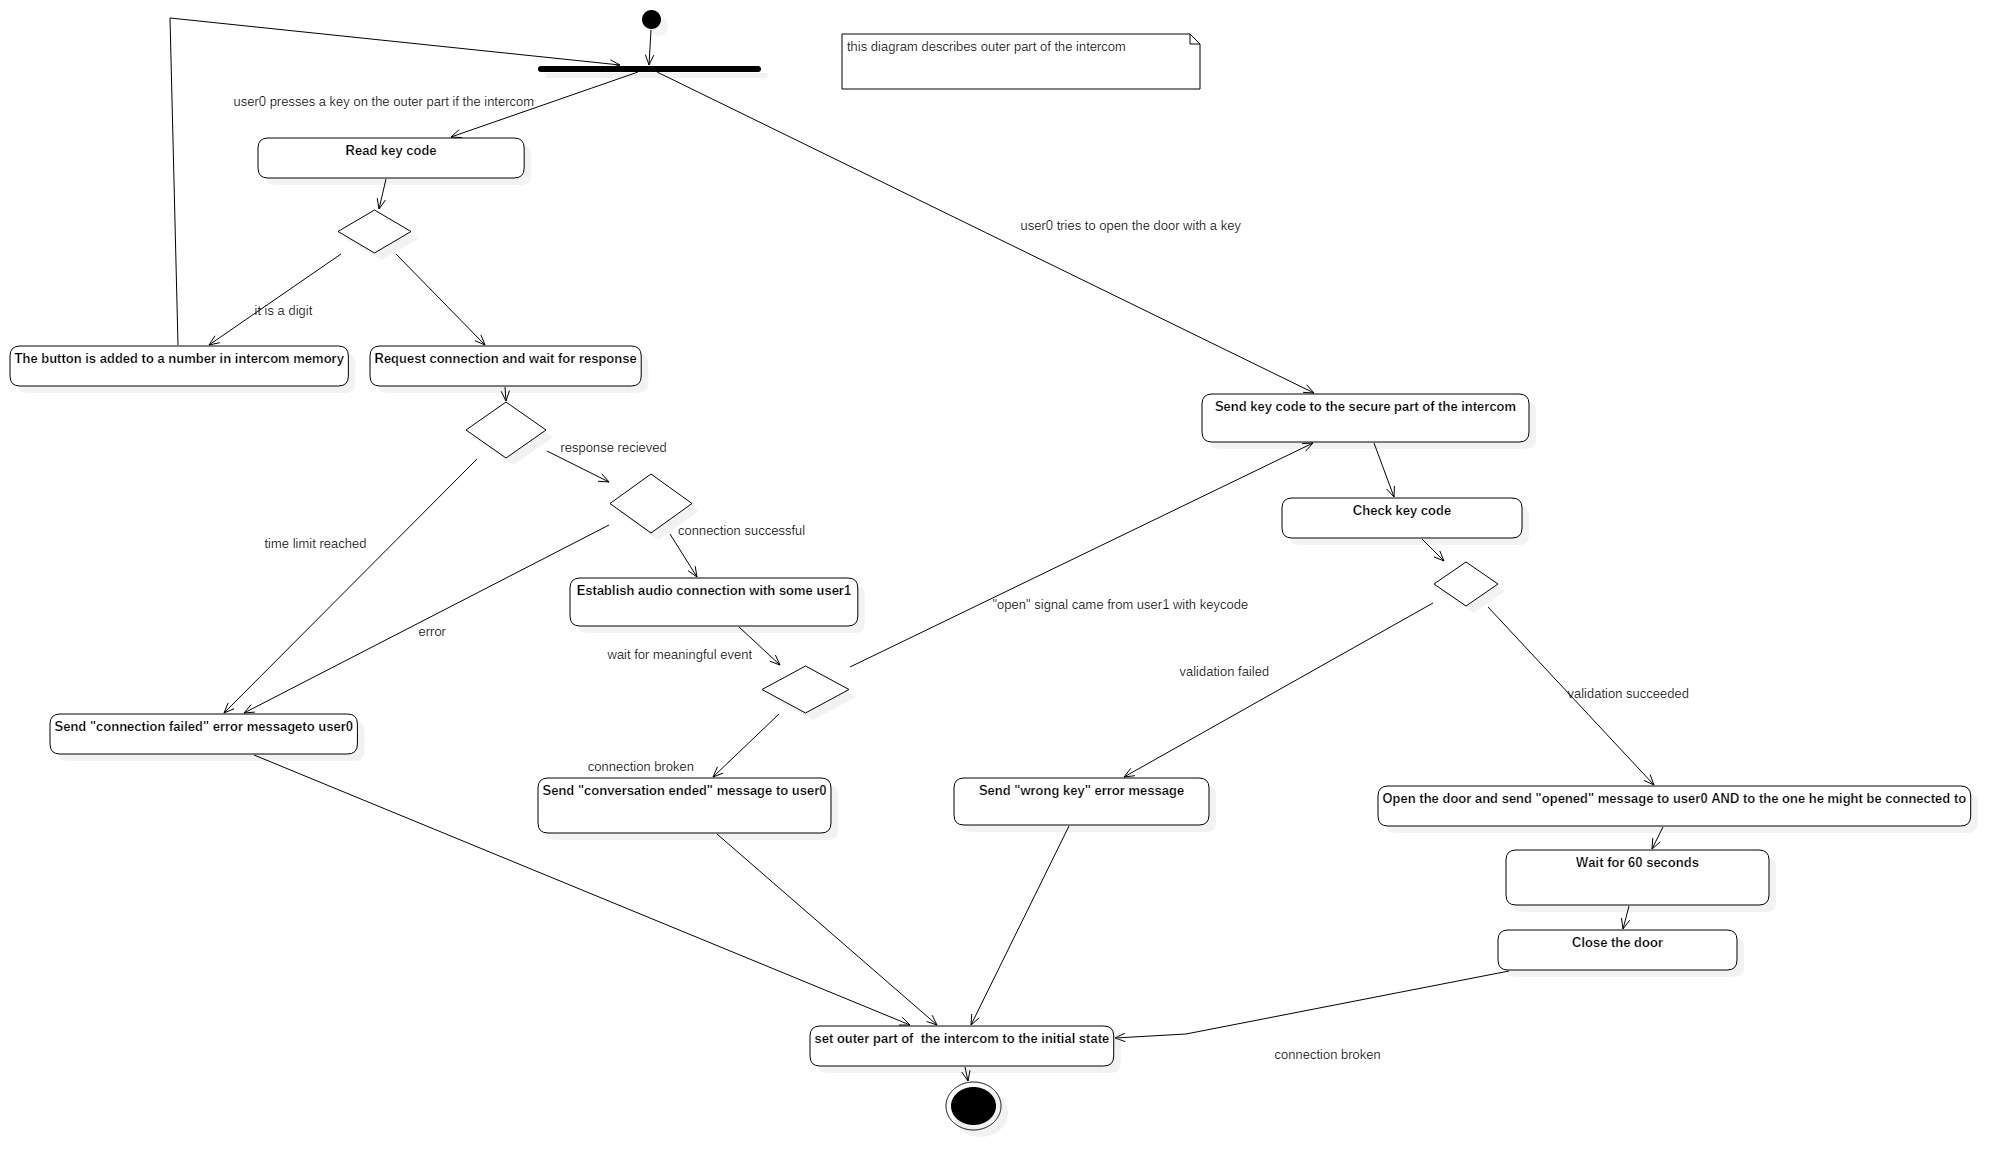 this diagram describes outer part of the intercom
user0 presses a key on the outer part if the intercom
Read key code
user0 tries to open the door with a key
it is a digit
The button is added to a number in intercom memory
Request connection and wait for response
Send key code to the secure part of the intercom
response recieved
Check key code
connection successful
time limit reached
Establish audio connection with some user1
"open" signal came from user1 with keycode
error
wait for meaningful event
validation failed
validation succeeded
Send "connection failed" error messageto user0
connection broken
Send "conversation ended" message to user0
Send "wrong key" error message
Open the door and send "opened" message to user0 AND to the one he might be connected to
Wait for 60 seconds
Close the door
set outer part of  the intercom to the initial state
connection broken